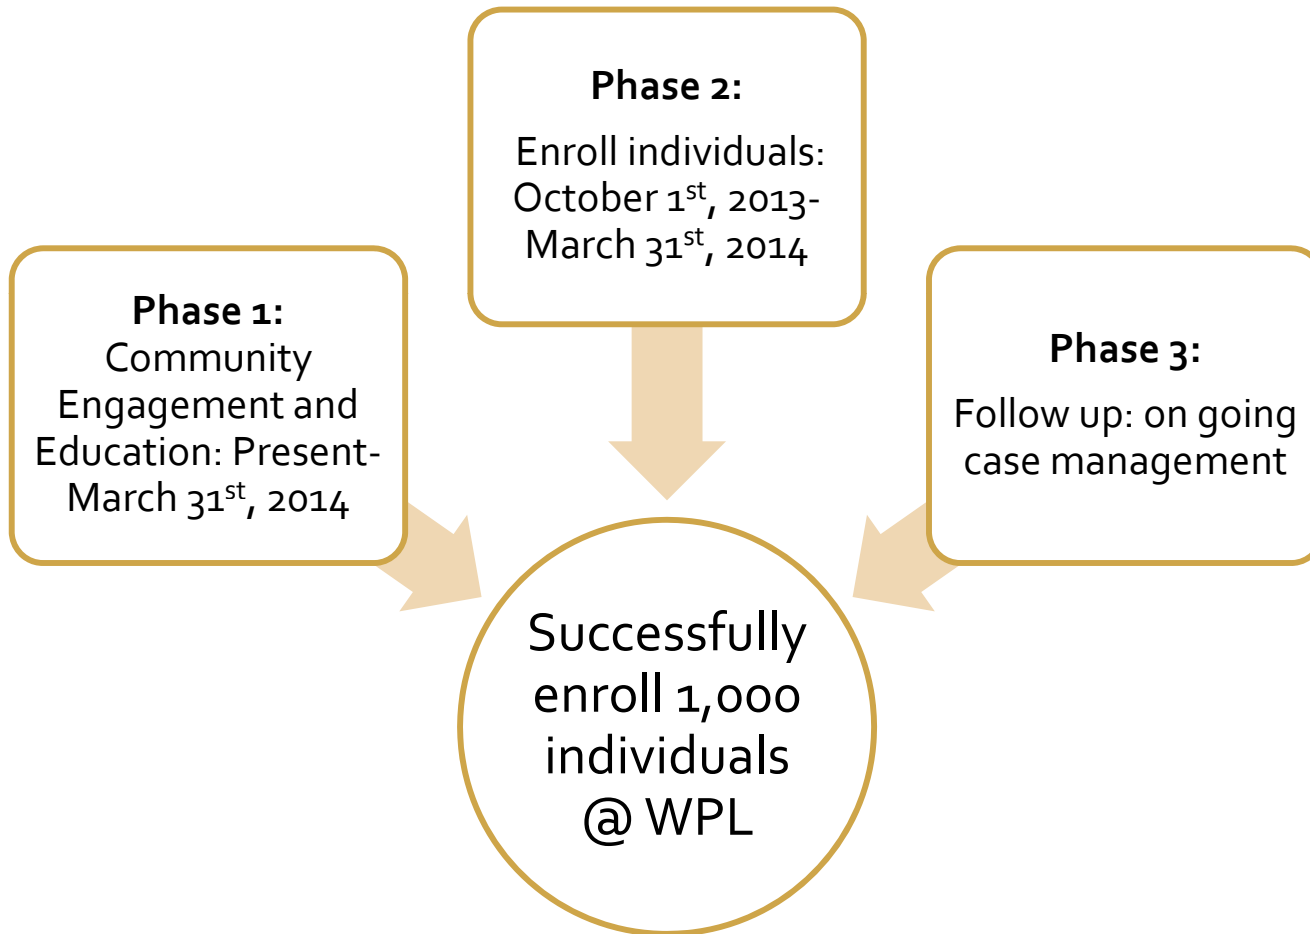 Phase 1:
Community
Engagement and
Education: Present-
March 31st, 2014
Phase 2:
Enroll individuals:
October 1st, 2013-
March 31st, 2014
Phase 3:
Follow up: on going
case management
Successfully
enroll 1,000
individuals
@ WPL